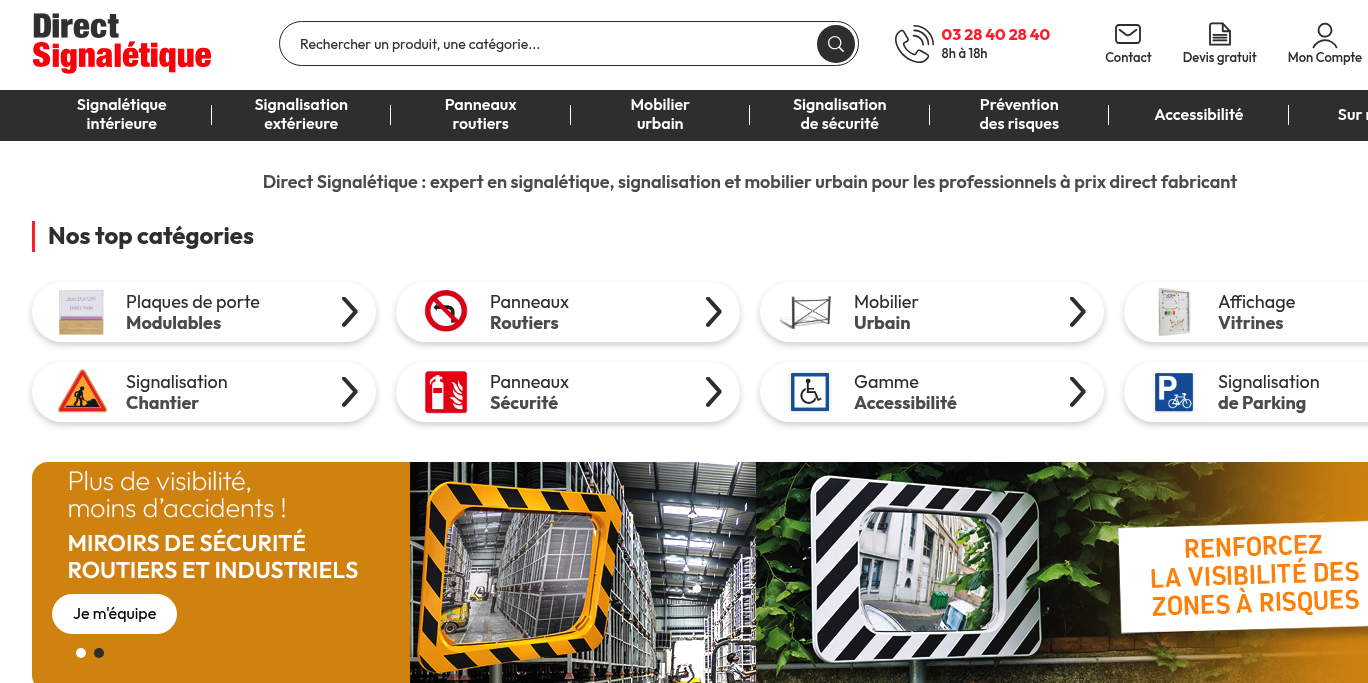 Direct
Signalétique
Rechercher un produit, une catégorie...
03 28 40 28 40
8h à 18h
Contact
Devis gratuit
Mon Compte
Signalétique
intérieure
Signalisation
extérieure
Panneaux
routiers
Mobilier
urbain
Signalisation
de sécurité
Prévention
des risques
Accessibilité
Sur
Direct Signalétique : expert en signalétique, signalisation et mobilier urbain pour les professionnels à prix direct fabricant
Nos top catégories
Plaques de porte
Modulables
Panneaux
Routiers
Mobilier
Urbain
Affichage
Vitrines
Signalisation
Chantier
Panneaux
Sécurité
Gamme
Accessibilité
P
Signalisation
de Parking
Plus de visibilité,
moins d'accidents !
MIROIRS DE SÉCURITÉ
ROUTIERS ET INDUSTRIELS
Je m'équipe
RENFORCEZ
LA VISIBILITÉ DES
ZONES À RISQUES